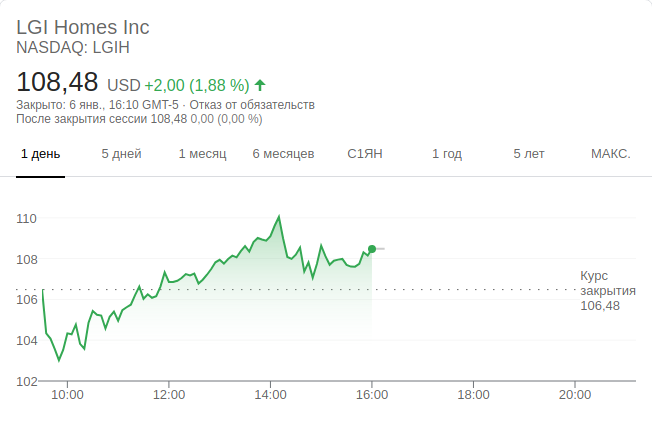 LGI Homes Inc
NASDAQ: LGIH
108,48 USD +2,00 (1,88 %)
Закрыто: 6 янв., 16:10 GMT-5 · Отказ от обязательств
После закрытия сессии 108,48 0,00 (0,00 %)
1 день 5 дней 1 месяц 6 месяцев С1ЯН 1 год 5 лет МАКС.
110
108
106
104
102
Курс
закрытия
106,48
10:00 12:00 14:00 16:00 18:00 20:00